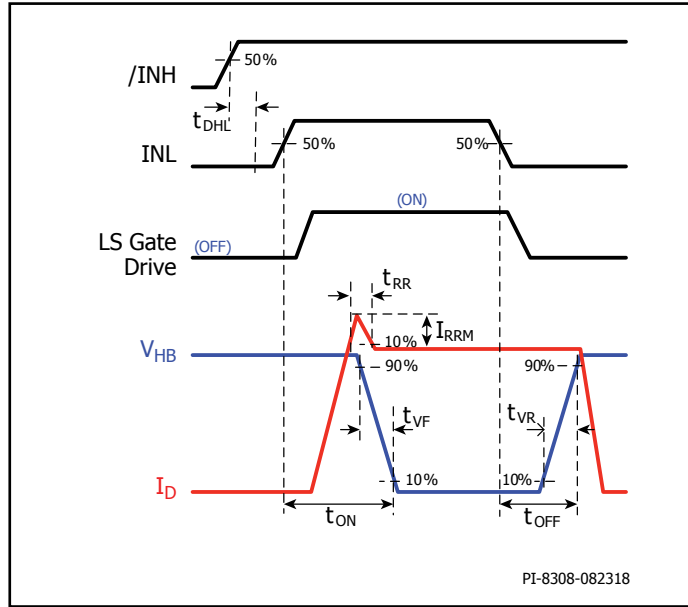 /INH
50%
tDHL
INL
50%
50%
(ON)
LS Gate
Drive
(OFF)
tRR
IRRM
10%
VHB
90%
90%
tVF
tVR
10%
10%
ID
tON
tOFF
PI-8308-082318